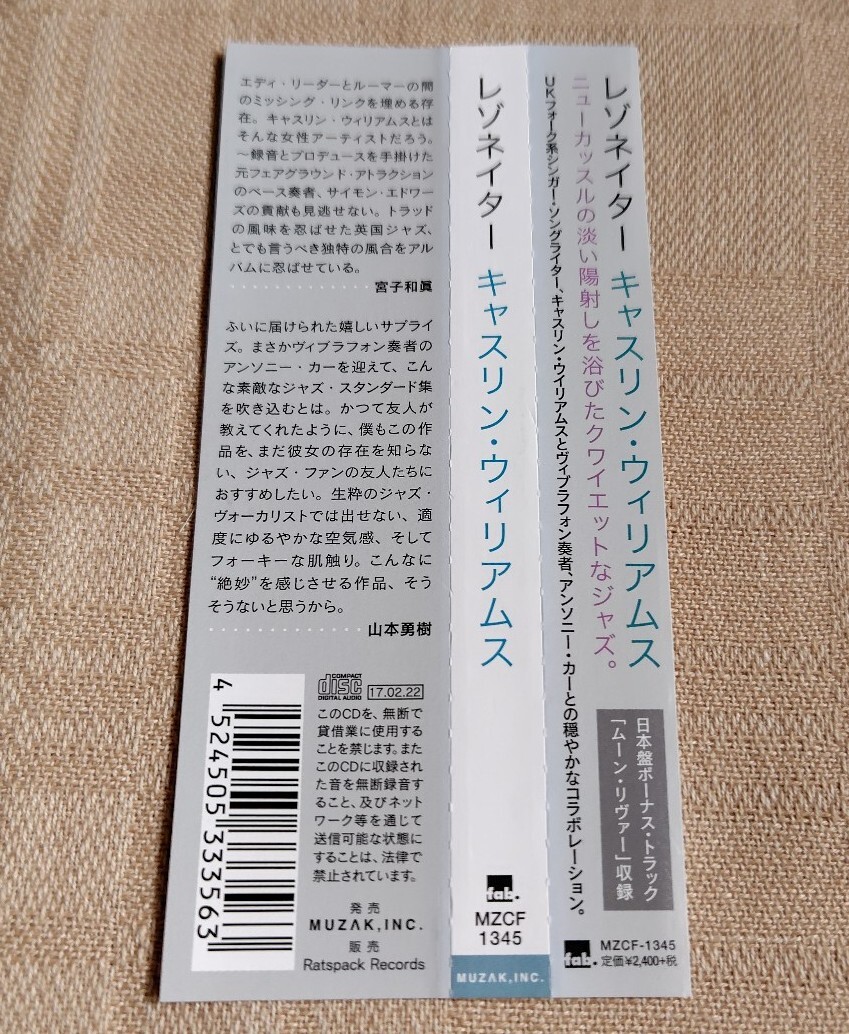 レゾネイター キャスリン・ウィリアムス
ニューカッスルの淡い陽射しを浴びたクワイエットなジャズ。
UKフォーク系シンガー・ソングライター、キャスリン・ウイリアムスとヴィブラフォン奏者、アンソニー・カーとの穏やかなコラボレーション。
日本盤ボーナス・トラック
「ムーン・リヴァー」収録
fab.
MZCF-1345
定価¥2,400+税
レゾネイター キャスリン・ウィリアムス
fab.
MZCF
1345
MUZAK,INC.
エディ・リーダーとルーマーの間
のミッシング・リンクを埋める存
在。キャスリン・ウィリアムスとは
そんな女性アーティストだろう。
〜録音とプロデュースを手掛けた
元フェアグラウンド・アトラクション
のベース奏者、サイモン・エドワー
ズの貢献も見逃せない。トラッド
の風味を忍ばせた英国ジャズ、
とでも言うべき独特の風合をアル
バムに忍ばせている。
宮子和眞
ふいに届けられた嬉しいサプライ
ズ。まさかヴィブラフォン奏者の
アンソニー・カーを迎えて、こん
な素敵なジャズ・スタンダード集
を吹き込むとは。かつて友人が
教えてくれたように、僕もこの作
品を、まだ彼女の存在を知らな
い、ジャズ・ファンの友人たちに
おすすめしたい。生粋のジャズ・
ヴォーカリストでは出せない、適
度にゆるやかな空気感、そして
フォーキーな肌触り。こんなに
“絶妙”を感じさせる作品、そう
そうないと思うから。
山本勇樹
COMPACT
disc
DIGITAL AUDIO
17.02.22
このCDを、無断で
貸借業に使用する
ことを禁じます。また
このCDに収録され
た音を無断録音す
ること、及びネット
ワーク等を通じて
送信可能な状態に
することは、法律で
禁止されています。
発売
MUZAK,INC.
販売
Ratspack Records
4 524505 333563